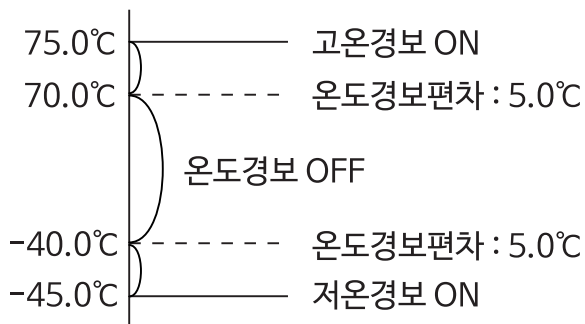 75.0℃ 고온경보 ON
70.0℃ 온도경보편차 : 5.0℃
온도경보 OFF
-40.0℃ 온도경보편차 : 5.0℃
-45.0℃ 저온경보 ON